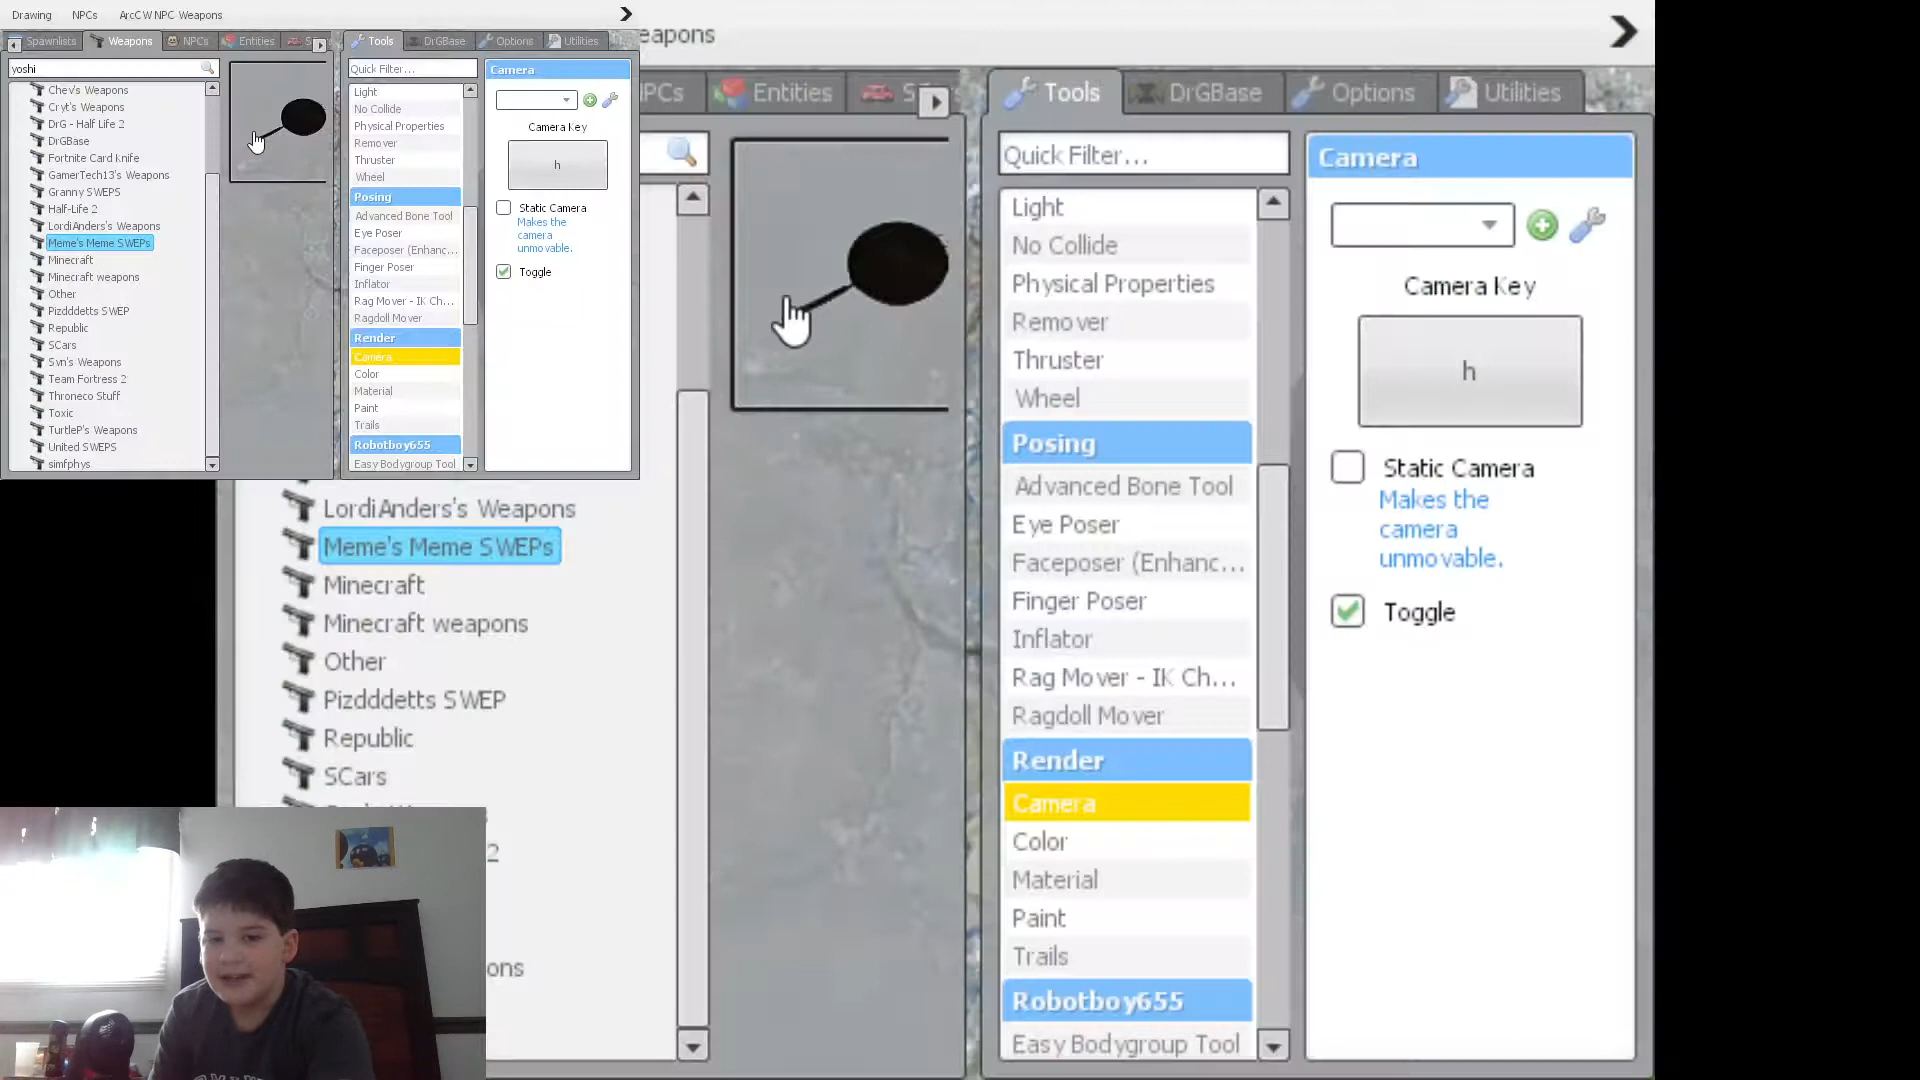 Drawing NPCs ArcCW NPC Weapons
Spawnlists Weapons NPCs Entities
yoshi
Chev's Weapons
Cryt's Weapons
DrG - Half Life 2
DrGBase
Fortnite Card Knife
GamerTech13's Weapons
Granny SWEPS
Half-Life 2
LordiAnders's Weapons
Meme's Meme SWEPs
Minecraft
Minecraft weapons
Other
Pizdddetts SWEP
Republic
SCars
Svn's Weapons
Team Fortress 2
Throneco Stuff
Toxic
TurtleP's Weapons
United SWEPS
simfphys
Tools DrGBase Options Utilities
Quick Filter...
Light
No Collide
Physical Properties
Remover
Thruster
Wheel
Posing
Advanced Bone Tool
Eye Poser
Faceposer (Enhanc...
Finger Poser
Inflator
Rag Mover - IK Ch...
Ragdoll Mover
Render
Camera
Color
Material
Paint
Trails
Robotboy655
Easy Bodygroup Tool
Camera
Camera Key
h
Static Camera
Makes the
camera
unmovable.
Toggle
eapons
PCs Entities S
LordiAnders's Weapons
Meme's Meme SWEPs
Minecraft
Minecraft weapons
Other
Pizdddetts SWEP
Republic
SCars
2
ons
Tools DrGBase Options Utilities
Quick Filter...
Light
No Collide
Physical Properties
Remover
Thruster
Wheel
Posing
Advanced Bone Tool
Eye Poser
Faceposer (Enhanc...
Finger Poser
Inflator
Rag Mover - IK Ch...
Ragdoll Mover
Render
Camera
Color
Material
Paint
Trails
Robotboy655
Easy Bodygroup Tool
Camera
Camera Key
h
Static Camera
Makes the
camera
unmovable.
Toggle